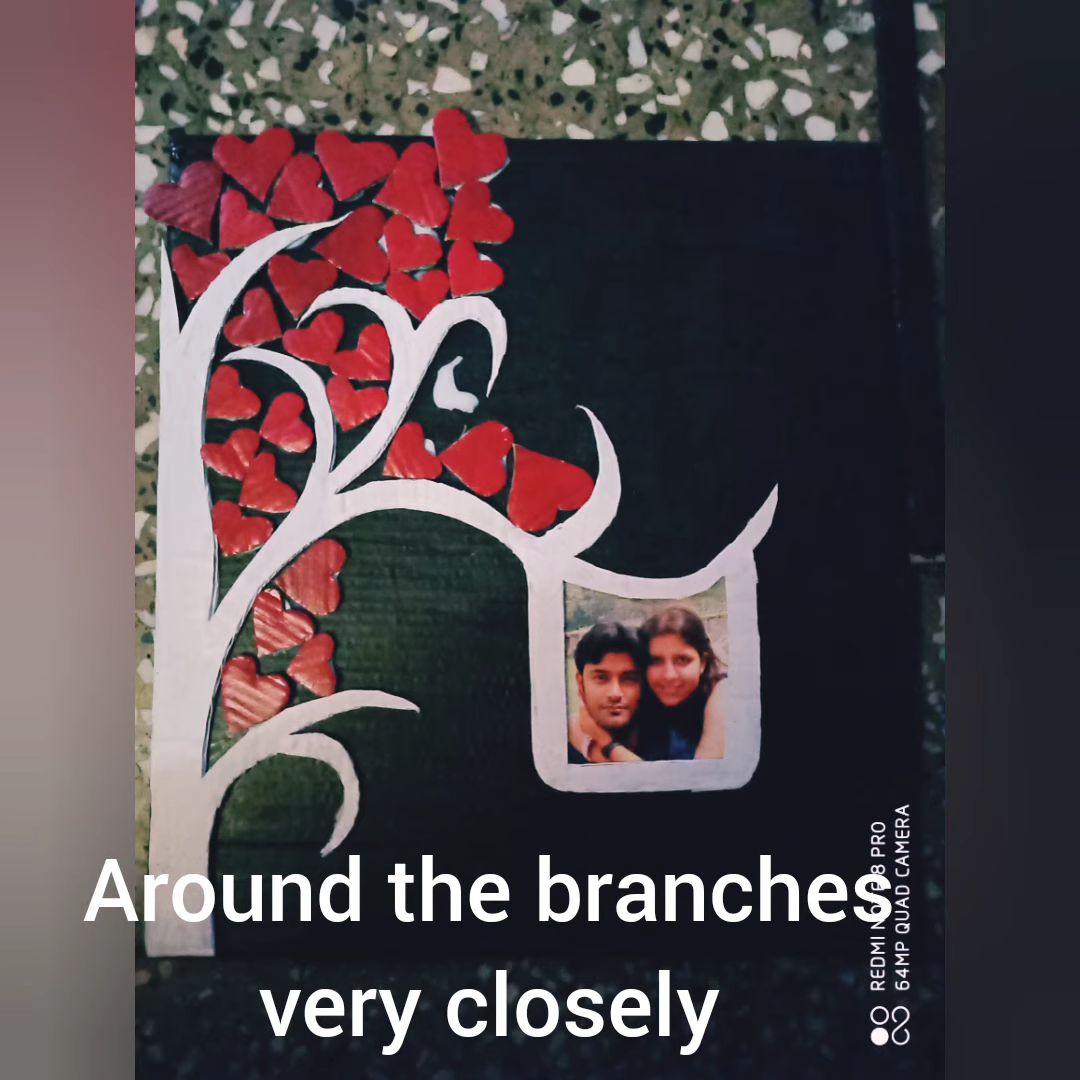 Around the branches
very closely
REDMI NOTE 8 PRO
64MP QUAD CAMERA